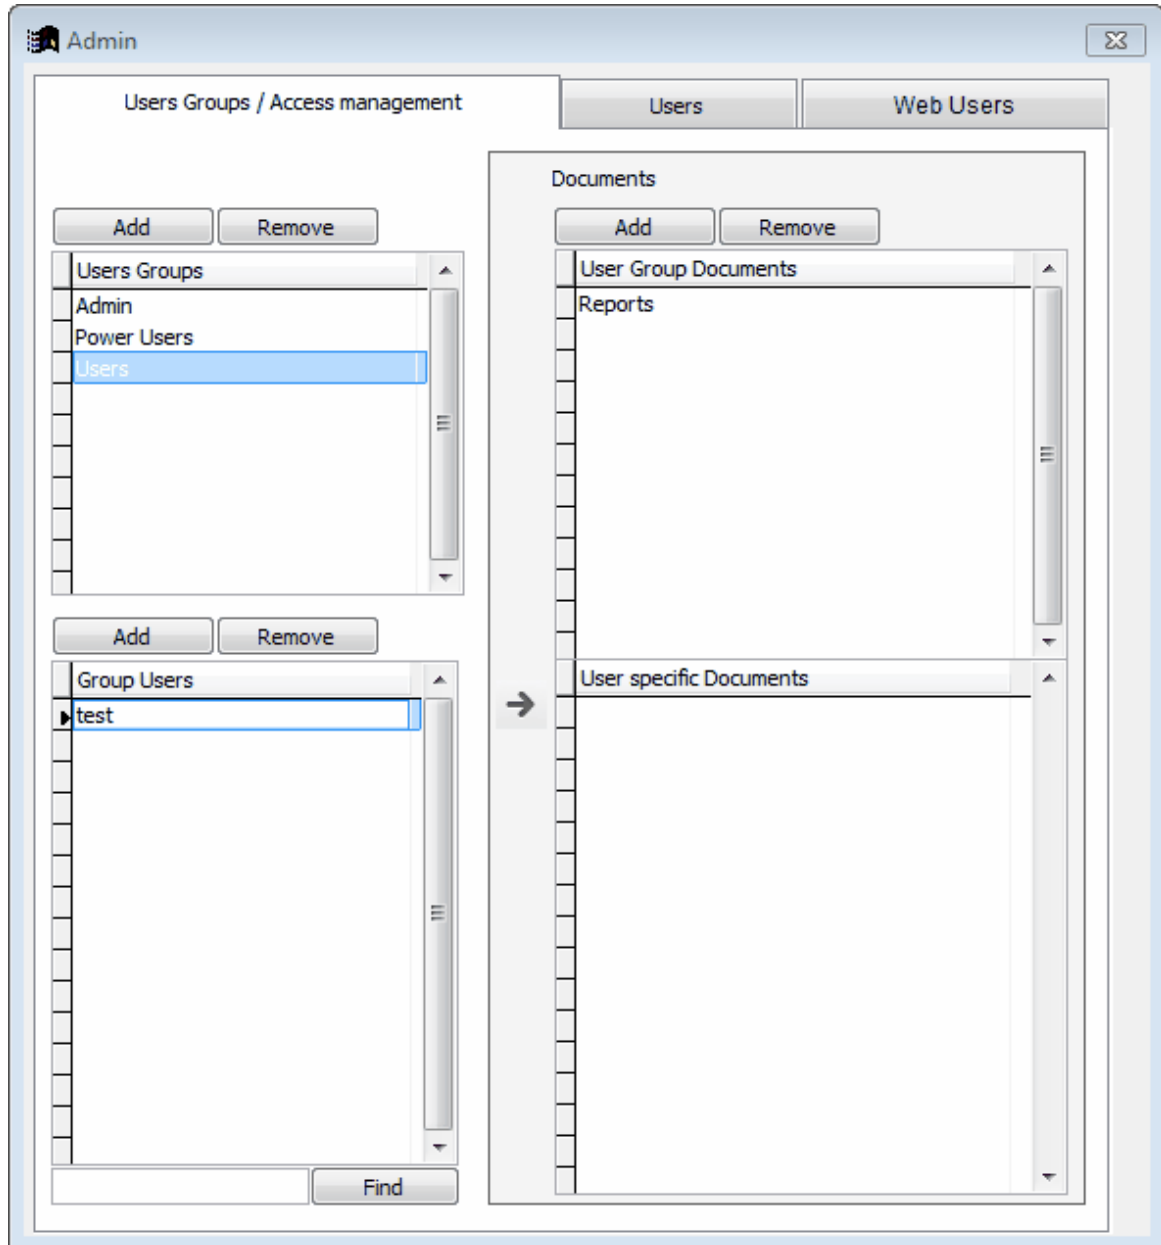 Admin
Users Groups / Access management
Users
Web Users
Add
Remove
Users Groups
Admin
Power Users
Users
Add
Remove
Group Users
test
Find
Documents
Add
Remove
User Group Documents
Reports
User specific Documents